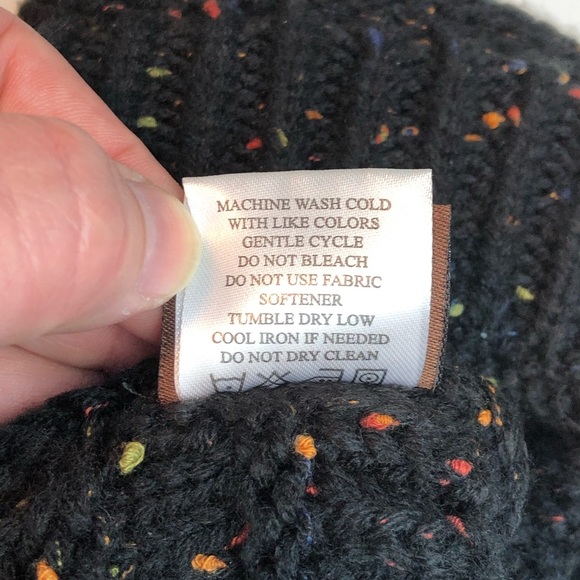 MACHINE WASH COLD
WITH LIKE COLORS
GENTLE CYCLE
DO NOT BLEACH
DO NOT USE FABRIC
SOFTENER
TUMBLE DRY LOW
COOL IRON IF NEEDED
DO NOT DRY CLEAN